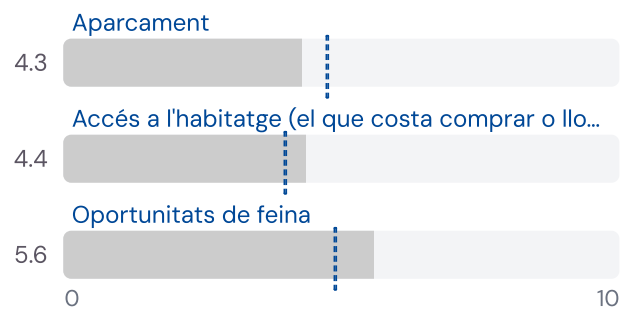 Aparcament
4.3
Accés a l'habitatge (el que costa comprar o llo...
4.4
Oportunitats de feina
5.6
0 10